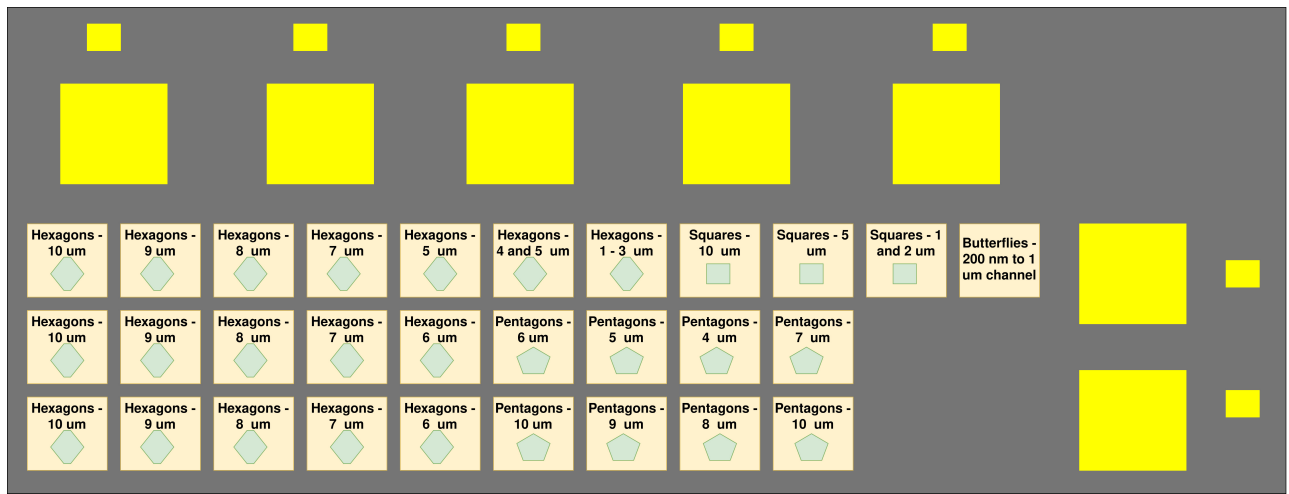 Hexagons -
10 um
Hexagons -
9 um
Hexagons -
8 um
Hexagons -
7 um
Hexagons -
5 um
Hexagons -
4 and 5 um
Hexagons -
1 - 3 um
Squares -
10 um
Squares - 5
um
Squares - 1
and 2 um
Butterflies -
200 nm to 1
um channel
Hexagons -
10 um
Hexagons -
9 um
Hexagons -
8 um
Hexagons -
7 um
Hexagons -
6 um
Pentagons -
6 um
Pentagons -
5 um
Pentagons -
4 um
Pentagons -
7 um
Hexagons -
10 um
Hexagons -
9 um
Hexagons -
8 um
Hexagons -
7 um
Hexagons -
6 um
Pentagons -
10 um
Pentagons -
9 um
Pentagons -
8 um
Pentagons -
10 um